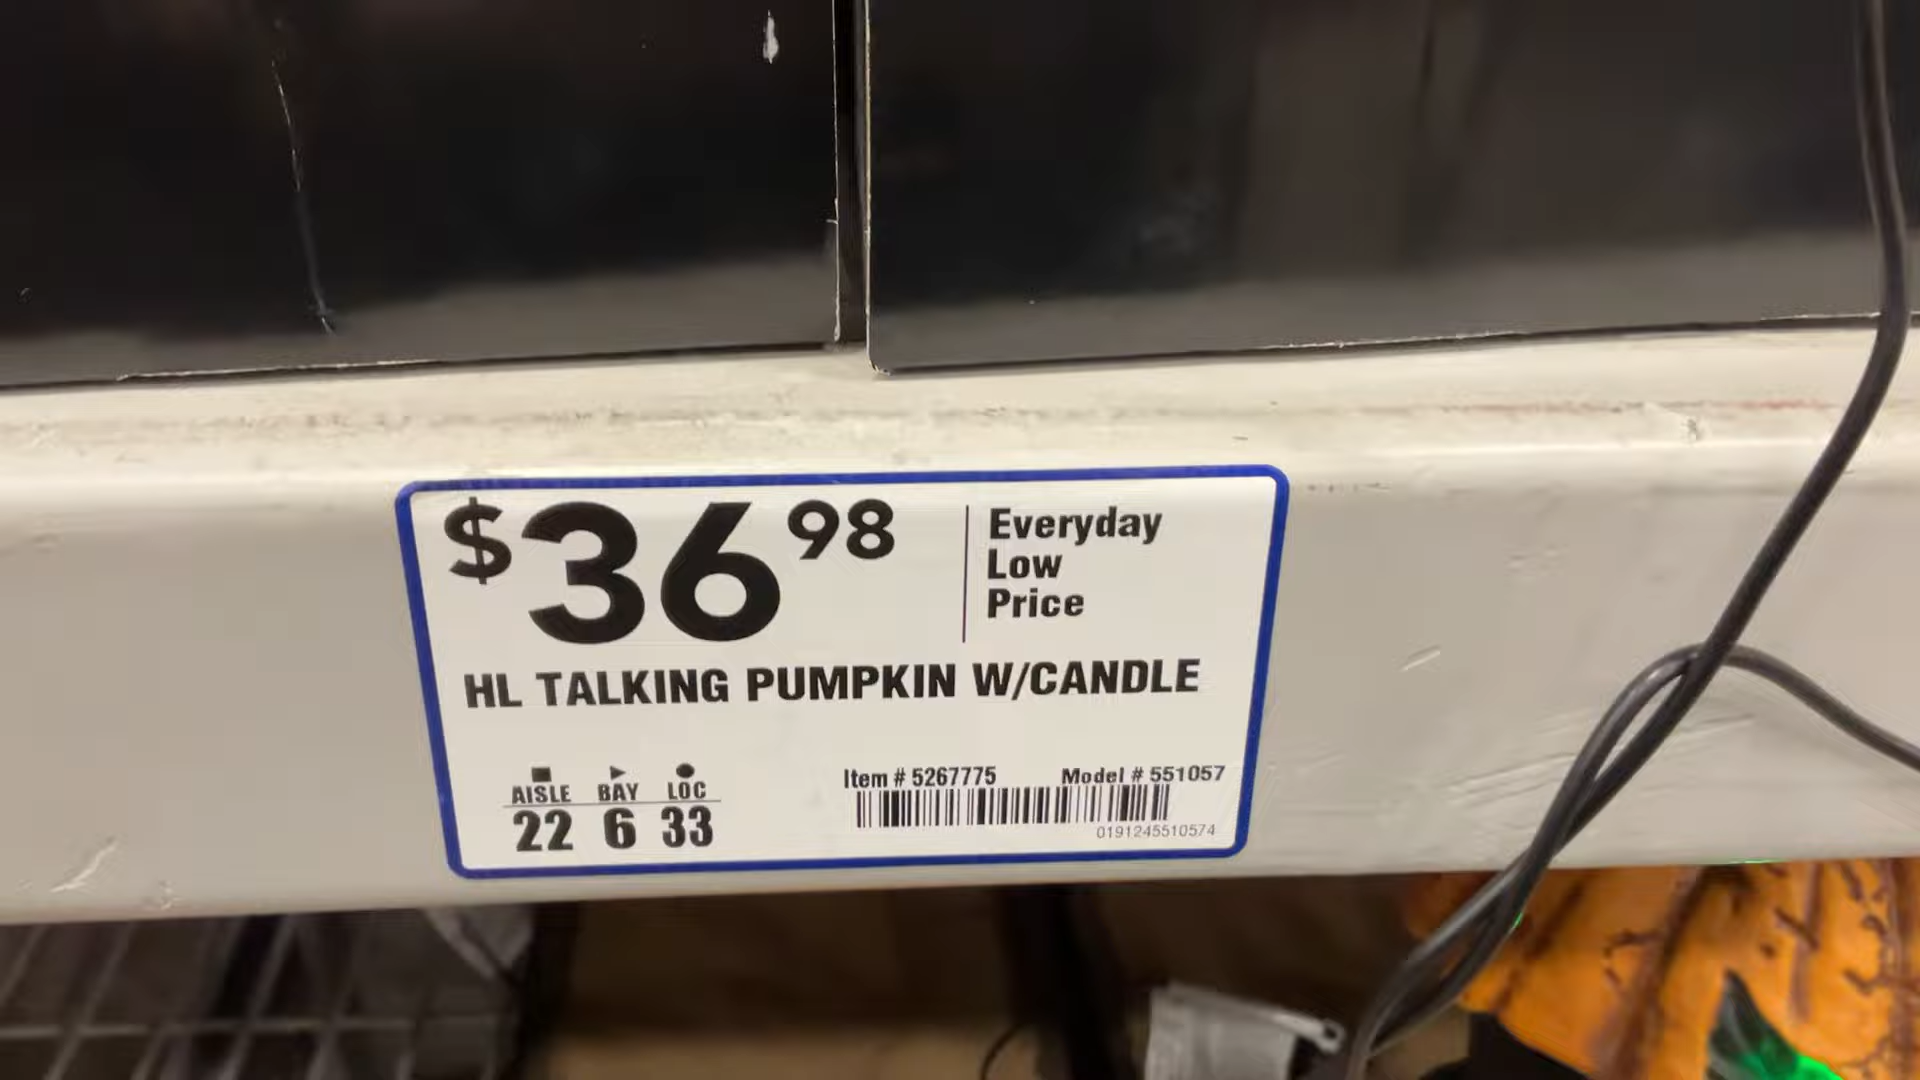 $36 98
Everyday
Low
Price
HL TALKING PUMPKIN W/CANDLE
AISLE BAY LOC
22 6 33
Item # 5267775 Model # 551057
0191245510574